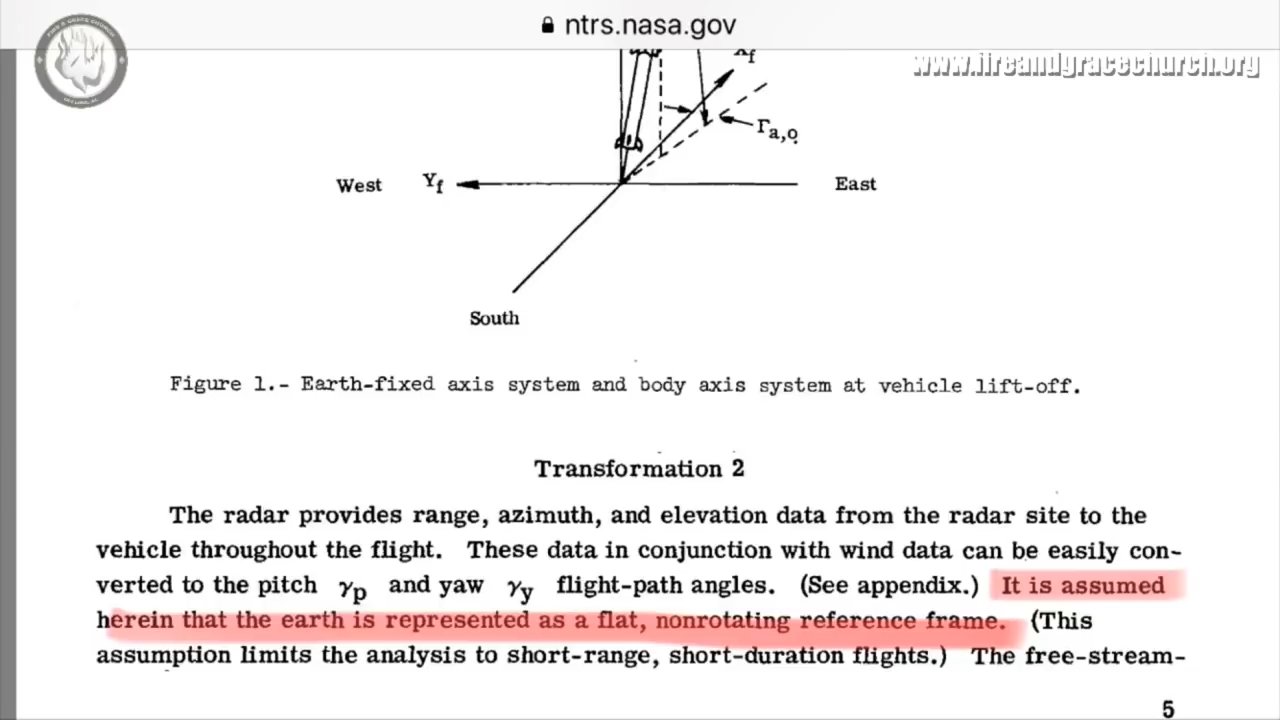 ntrs.nasa.gov
www.fireandgracechurch.org
Γa,o
West Yf East
South
Figure 1.- Earth-fixed axis system and body axis system at vehicle lift-off.
Transformation 2
The radar provides range, azimuth, and elevation data from the radar site to the
vehicle throughout the flight. These data in conjunction with wind data can be easily con-
verted to the pitch γp and yaw γy flight-path angles. (See appendix.) It is assumed
herein that the earth is represented as a flat, nonrotating reference frame. (This
assumption limits the analysis to short-range, short-duration flights.) The free-stream-
5